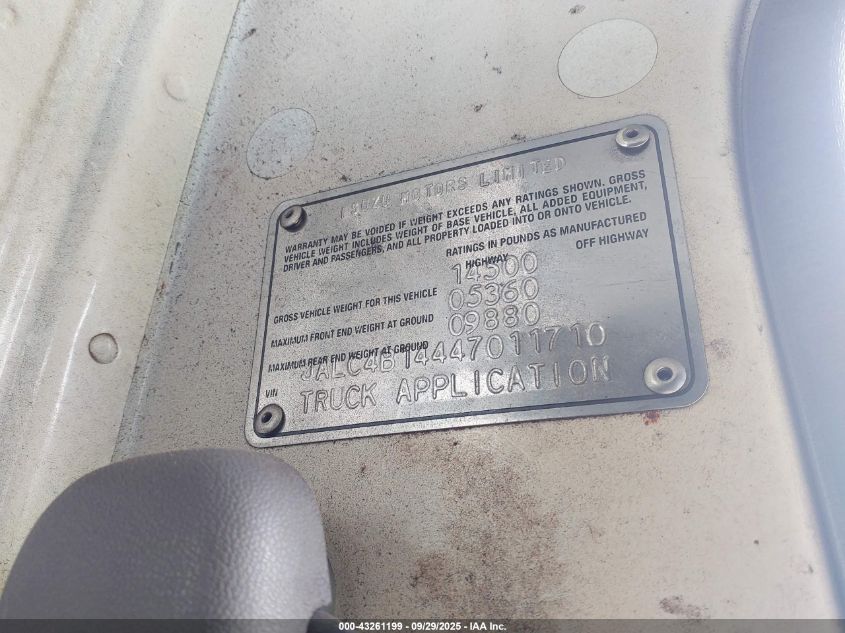 ISUZU MOTORS LIMITED
WARRANTY MAY BE VOIDED IF WEIGHT EXCEEDS ANY RATINGS SHOWN. GROSS
VEHICLE WEIGHT INCLUDES WEIGHT OF BASE VEHICLE, ALL ADDED EQUIPMENT,
DRIVER AND PASSENGERS, AND ALL PROPERTY LOADED INTO OR ONTO VEHICLE.
RATINGS IN POUNDS AS MANUFACTURED
HIGHWAY OFF HIGHWAY
GROSS VEHICLE WEIGHT FOR THIS VEHICLE 14500
MAXIMUM FRONT END WEIGHT AT GROUND 05360
MAXIMUM REAR END WEIGHT AT GROUND 09880
VIN JALC4B14447011710
TRUCK APPLICATION
000-43261199 - 09/29/2025 - IAA Inc.